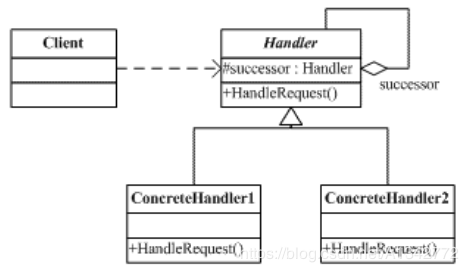 Client
Handler
#successor : Handler
+HandleRequest()
successor
ConcreteHandler1
ConcreteHandler2
+HandleRequest()
+HandleRequest()